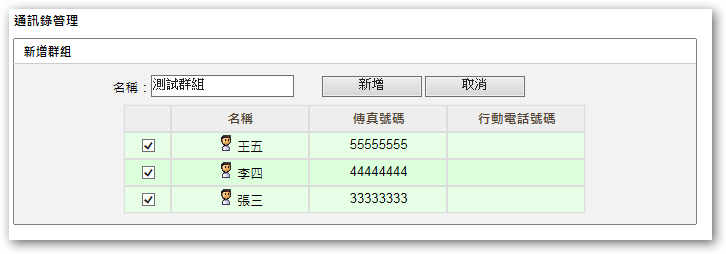 通訊錄管理
新增群組
名稱：測試群組 新增 取消
名稱 傳真號碼 行動電話號碼
王五 55555555
李四 44444444
張三 33333333